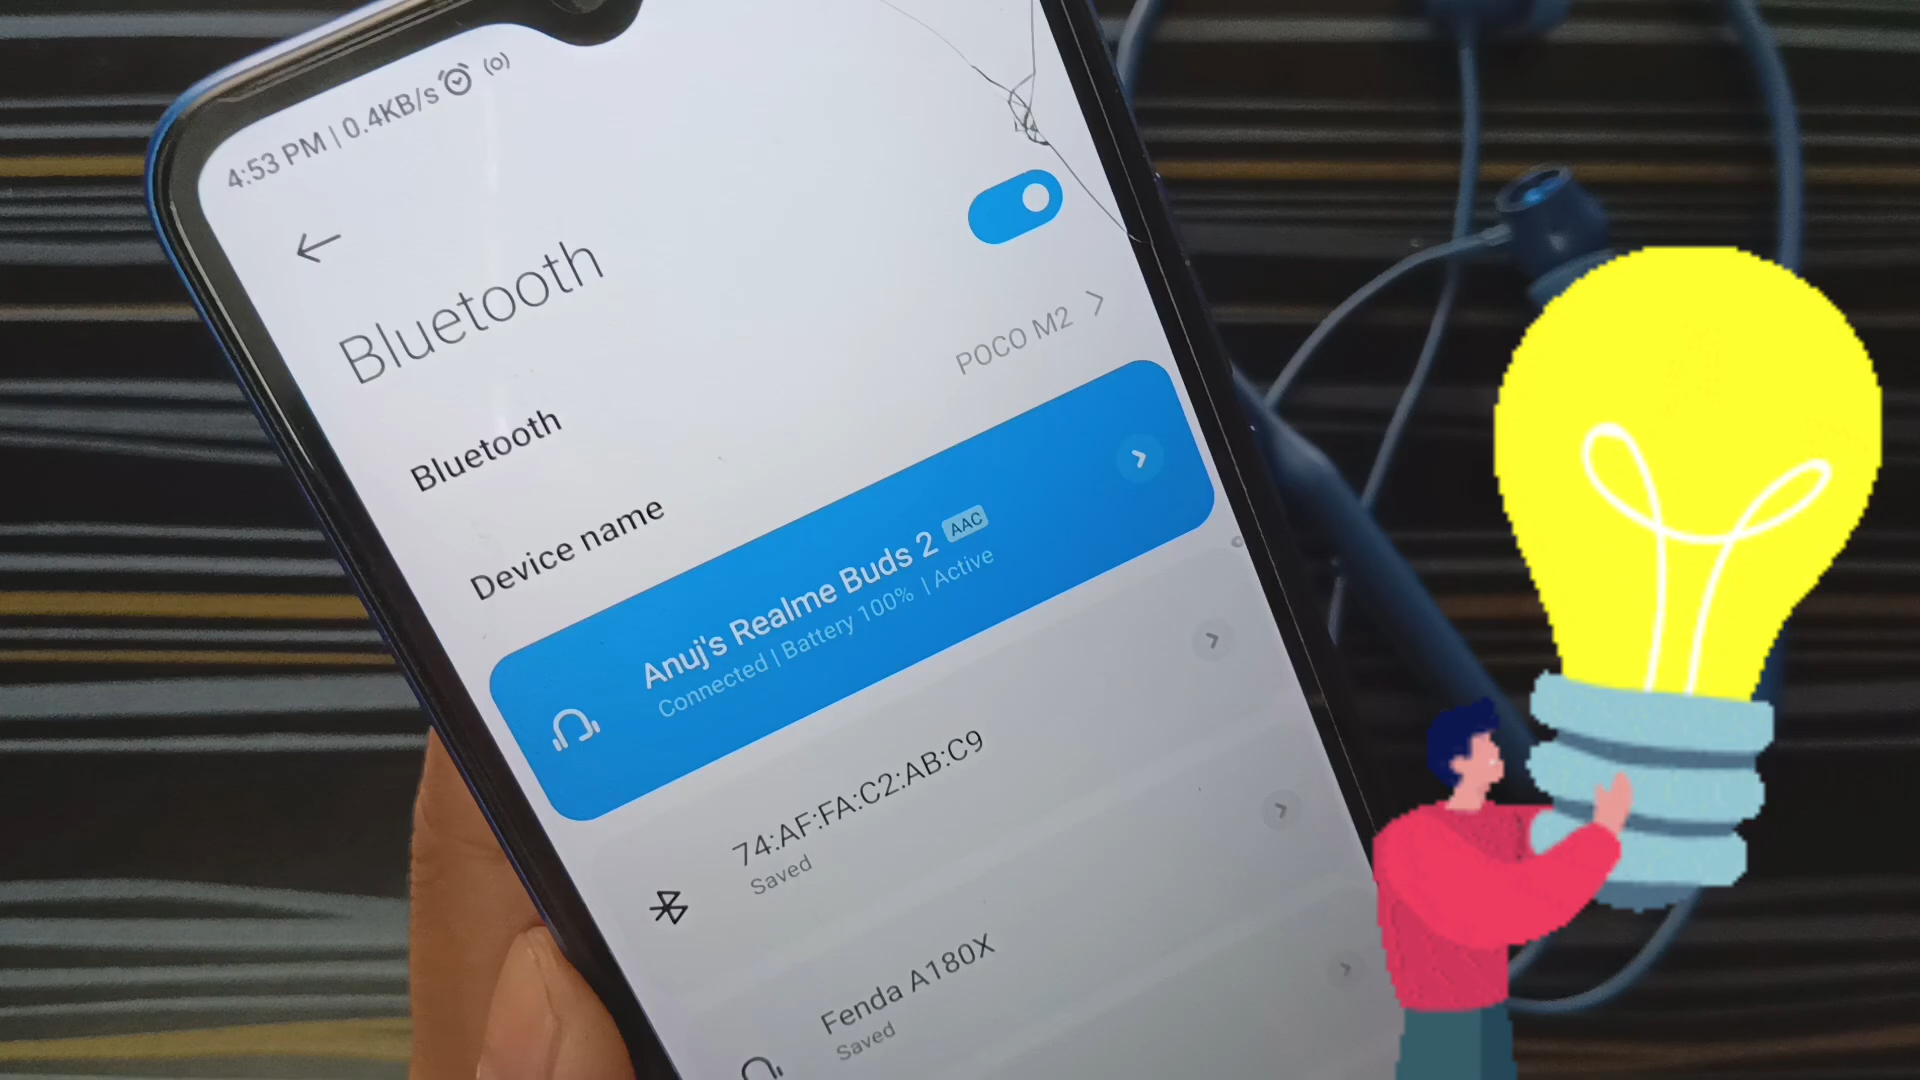 4:53 PM | 0.4KB/s
Bluetooth
Bluetooth
Device name
POCO M2
Anuj's Realme Buds 2 AAC
Connected | Battery 100% | Active
74:AF:FA:C2:AB:C9
Saved
Fenda A180X
Saved